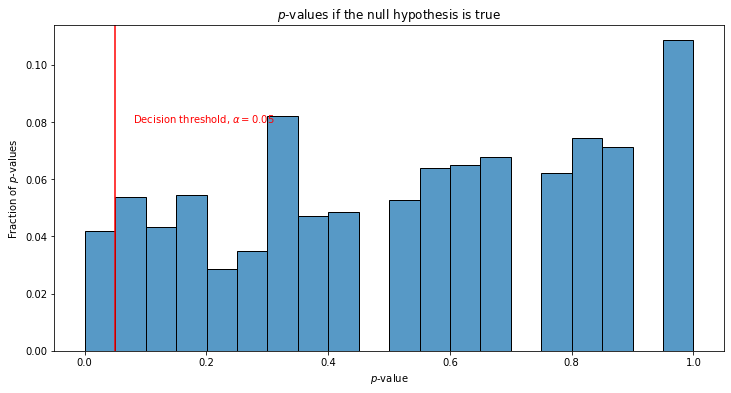 p-values if the null hypothesis is true
Decision threshold, α = 0.05
Fraction of p-values
0.10
0.08
0.06
0.04
0.02
0.00
0.0 0.2 0.4 0.6 0.8 1.0
p-value